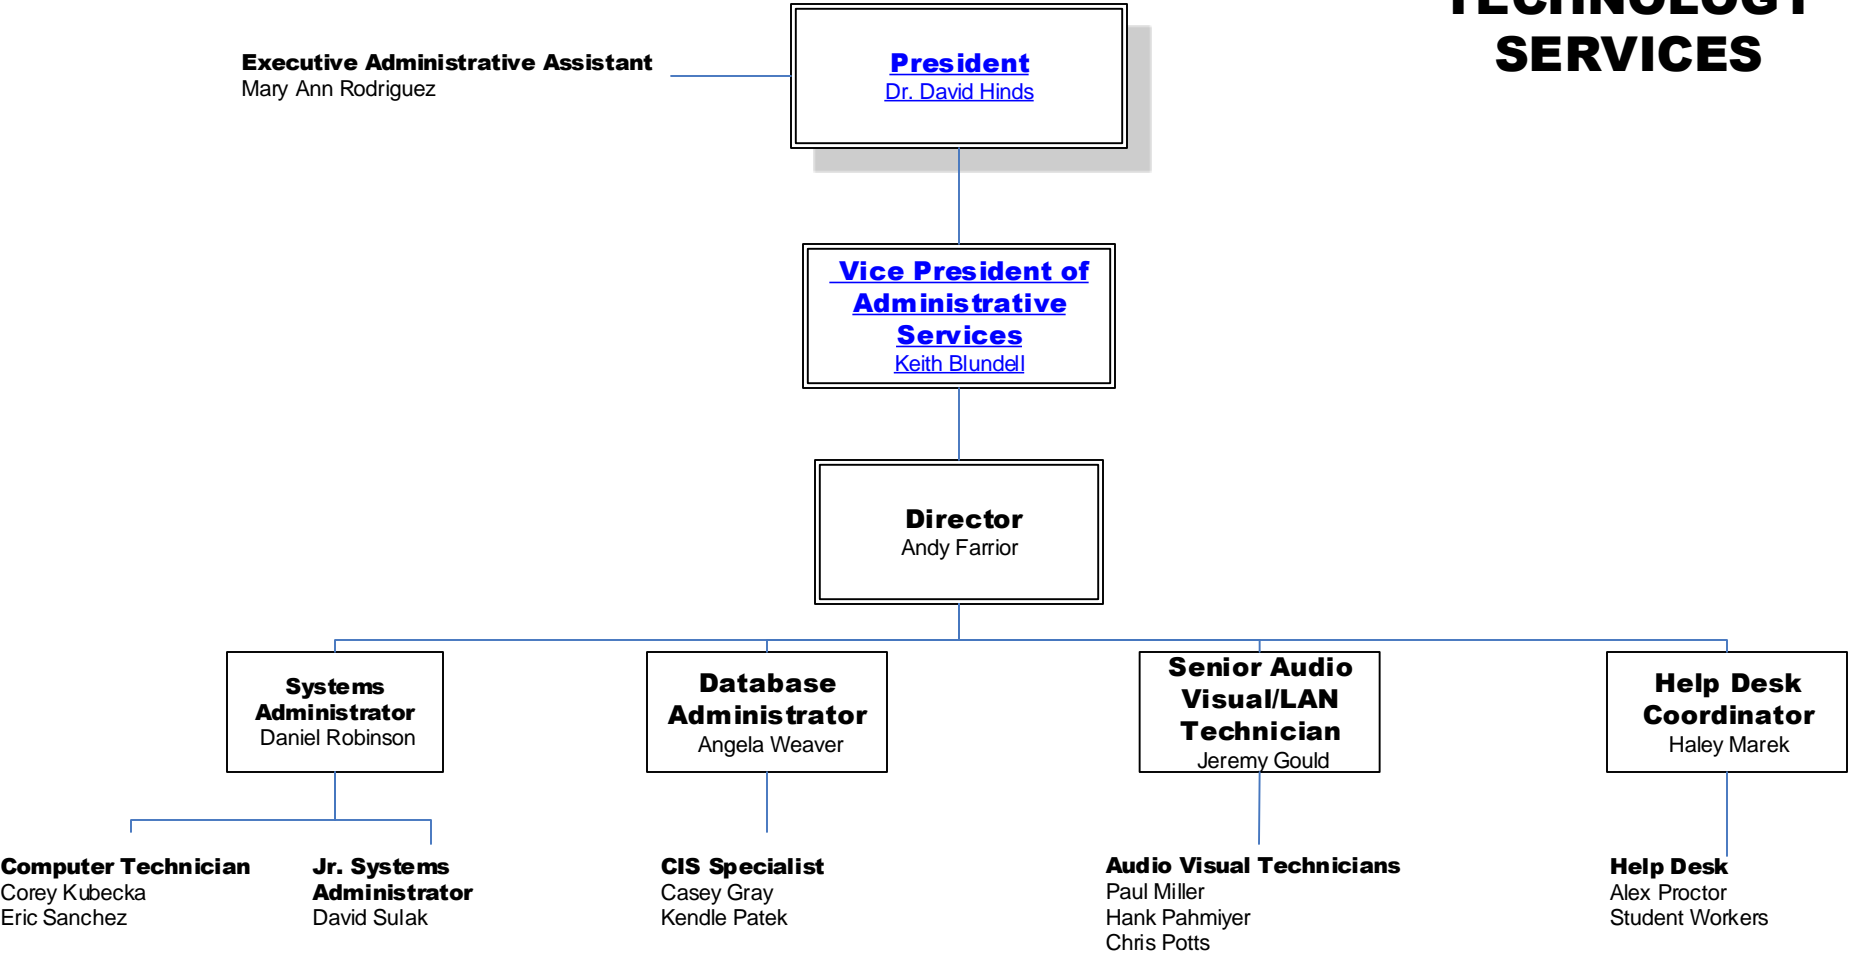 TECHNOLOGY
SERVICES
Executive Administrative Assistant
Mary Ann Rodriguez
President
Dr. David Hinds
Vice President of
Administrative
Services
Keith Blundell
Director
Andy Farrior
Systems
Administrator
Daniel Robinson
Database
Administrator
Angela Weaver
Senior Audio
Visual/LAN
Technician
Jeremy Gould
Help Desk
Coordinator
Haley Marek
Computer Technician
Corey Kubecka
Eric Sanchez
Jr. Systems
Administrator
David Sulak
CIS Specialist
Casey Gray
Kendle Patek
Audio Visual Technicians
Paul Miller
Hank Pahmiyer
Chris Potts
Help Desk
Alex Proctor
Student Workers